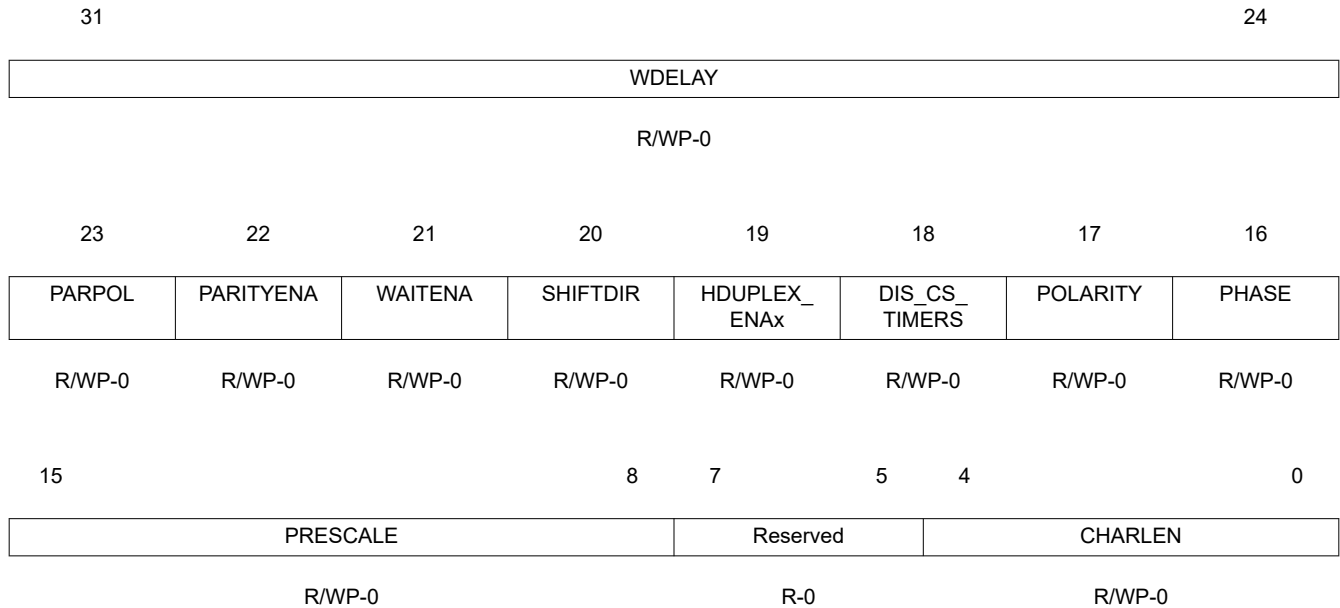 31 24
WDELAY
R/WP-0
23 22 21 20 19 18 17 16
PARPOL PARITYENA WAITENA SHIFTDIR HDUPLEX_ DIS_CS_ POLARITY PHASE
ENAx TIMERS
R/WP-0 R/WP-0 R/WP-0 R/WP-0 R/WP-0 R/WP-0 R/WP-0 R/WP-0
15 8 7 5 4 0
PRESCALE Reserved CHARLEN
R/WP-0 R-0 R/WP-0